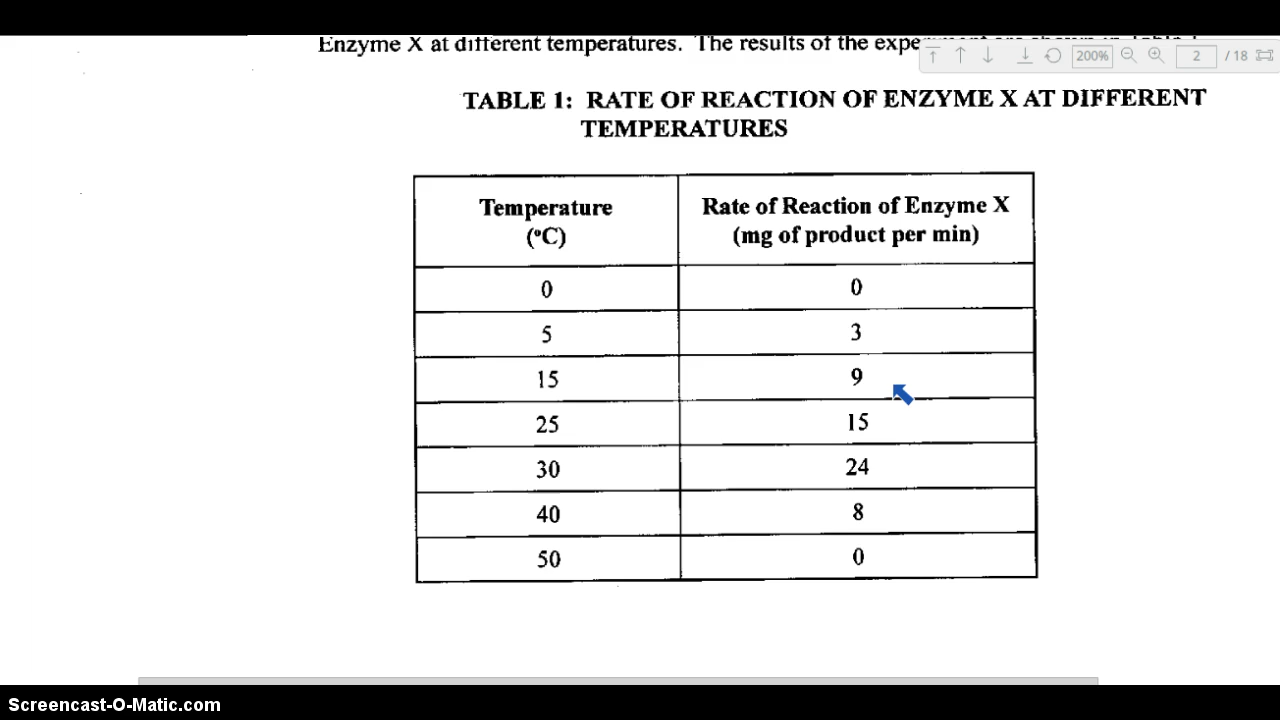 Enzyme X at different temperatures. The results of the
200% 2 / 18
TABLE 1: RATE OF REACTION OF ENZYME X AT DIFFERENT
TEMPERATURES
Temperature Rate of Reaction of Enzyme X
(°C) (mg of product per min)
0 0
5 3
15 9
25 15
30 24
40 8
50 0
Screencast-O-Matic.com